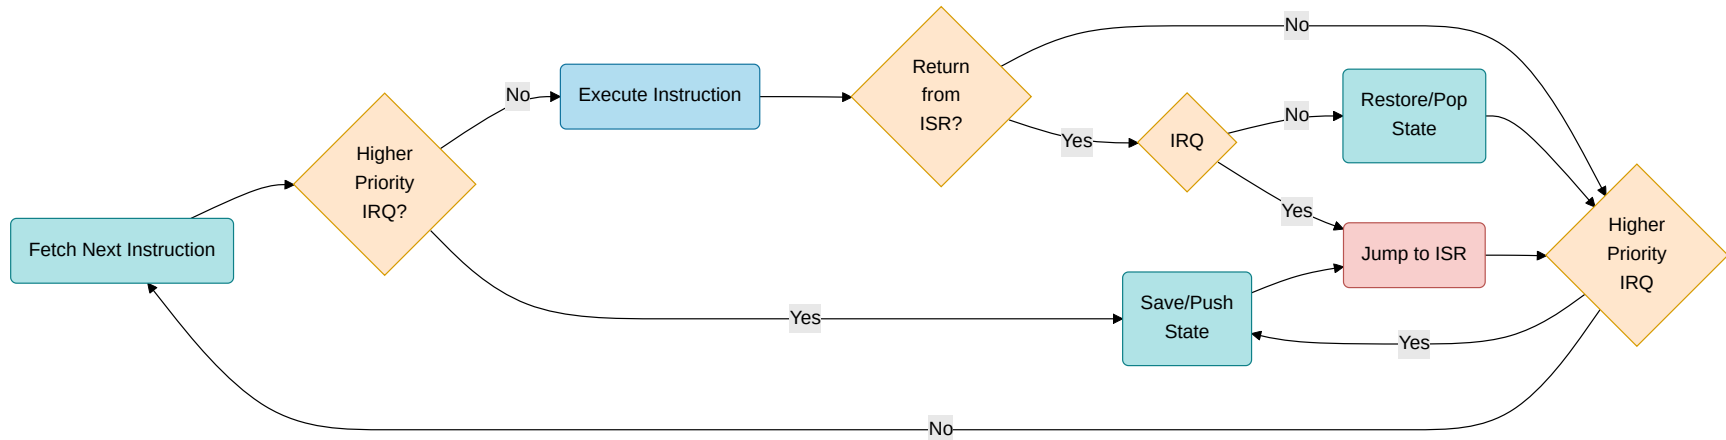 Fetch Next Instruction
Higher
Priority
IRQ?
No
Yes
Execute Instruction
Return
from
ISR?
No
Yes
IRQ
No
Yes
Restore/Pop
State
Jump to ISR
Save/Push
State
Higher
Priority
IRQ
Yes
No